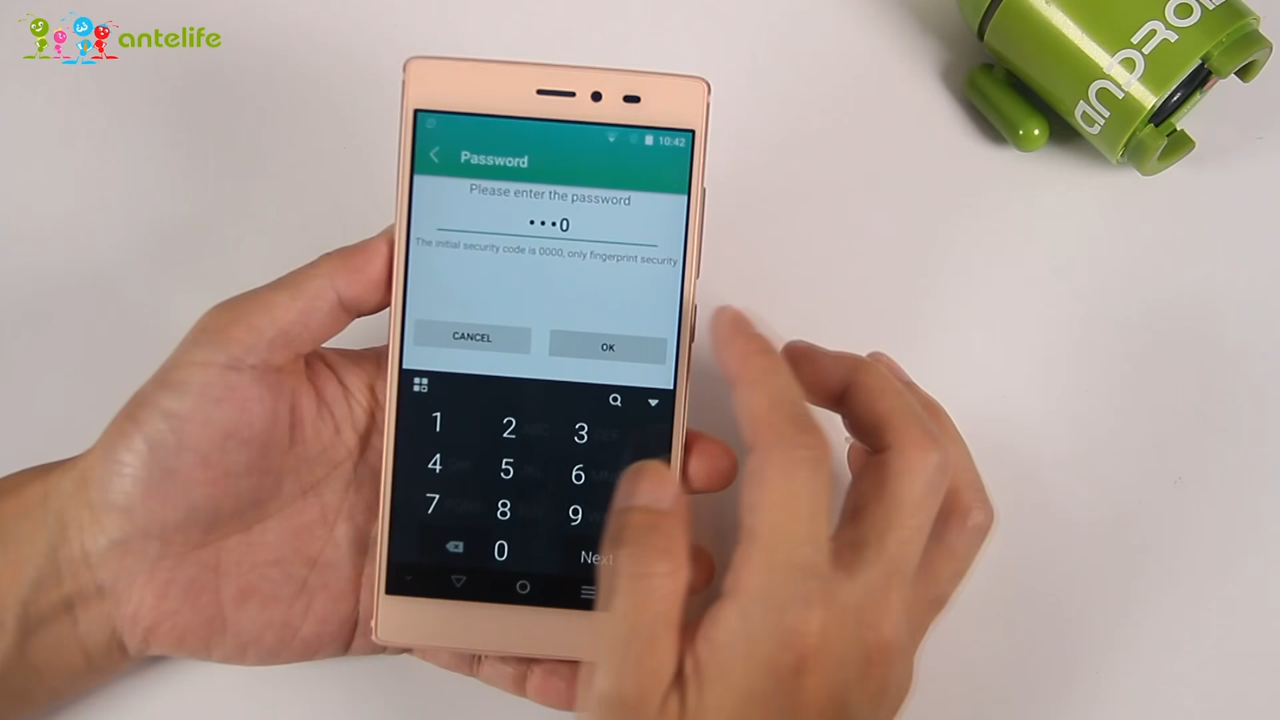 antelife
ANDROID
10:42
Password
Please enter the password
•••0
The initial security code is 0000, only fingerprint security
CANCEL
OK
1 2 3
4 5 6
7 8 9
0 Next